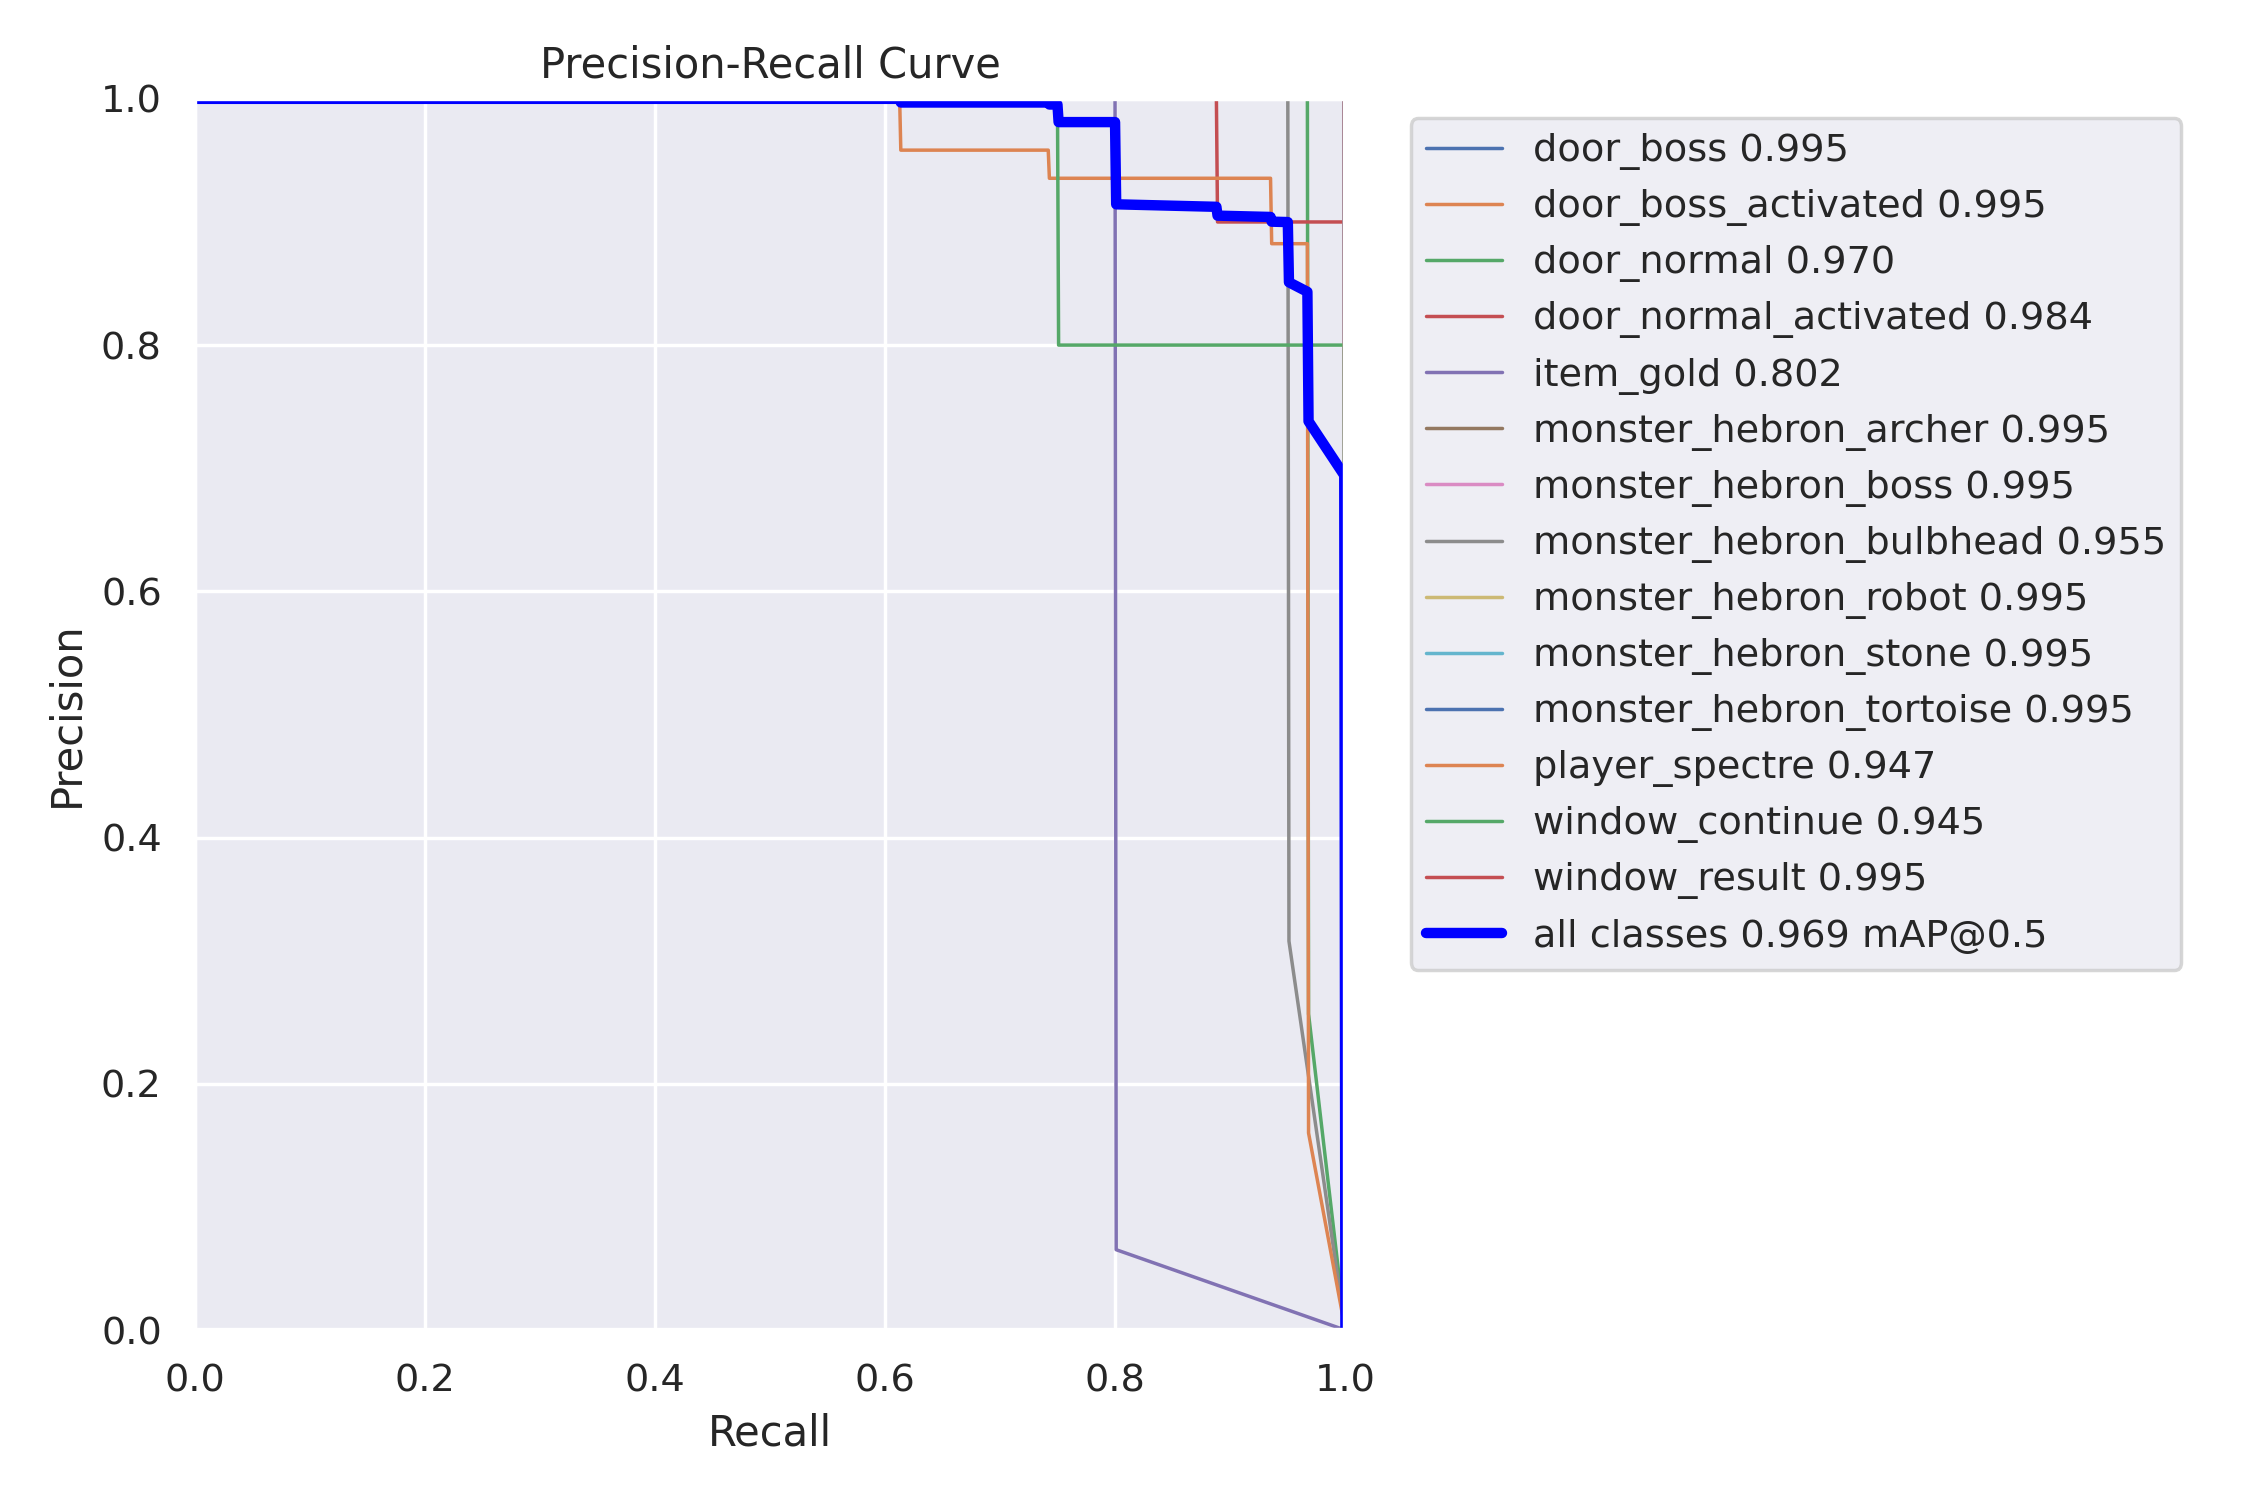 Precision-Recall Curve
1.0
0.8
0.6
0.4
0.2
0.0
Precision
0.0 0.2 0.4 0.6 0.8 1.0
Recall
door_boss 0.995
door_boss_activated 0.995
door_normal 0.970
door_normal_activated 0.984
item_gold 0.802
monster_hebron_archer 0.995
monster_hebron_boss 0.995
monster_hebron_bulbhead 0.955
monster_hebron_robot 0.995
monster_hebron_stone 0.995
monster_hebron_tortoise 0.995
player_spectre 0.947
window_continue 0.945
window_result 0.995
all classes 0.969 mAP@0.5